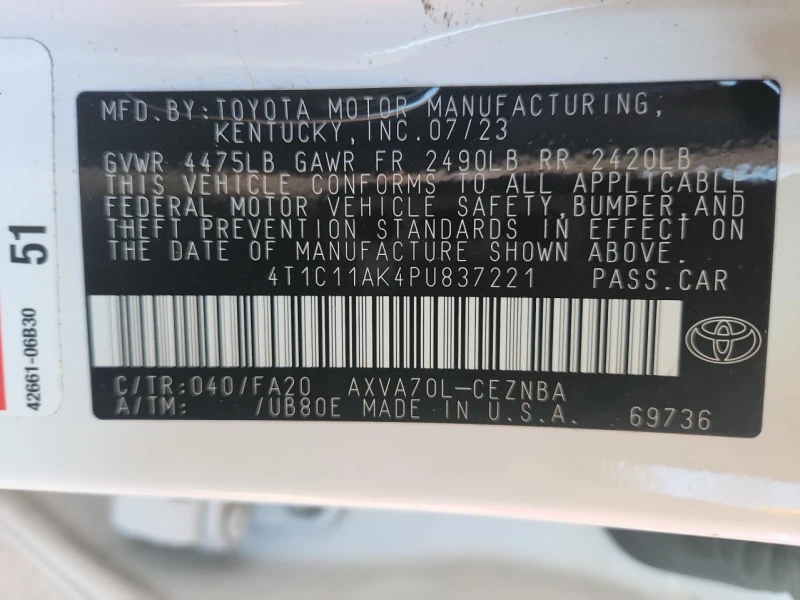 MFD.BY:TOYOTA MOTOR MANUFACTURING,
KENTUCKY, INC.07/23
GVWR 4475LB GAWR FR 2490LB RR 2420LB
THIS VEHICLE CONFORMS TO ALL APPLICABLE
FEDERAL MOTOR VEHICLE SAFETY,BUMPER,AND
THEFT PREVENTION STANDARDS IN EFFECT ON
THE DATE OF MANUFACTURE SHOWN ABOVE.
4T1C11AK4PU837221 PASS.CAR
C/TR:040/FA20 AXVA70L-CEZNBA
A/TM: /UB80E MADE IN U.S.A. 69736
51
42661-06B30